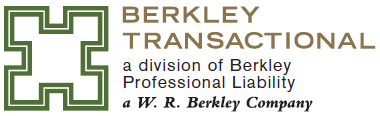 BERKLEY
TRANSACTIONAL
a division of Berkley
Professional Liability
a W. R. Berkley Company